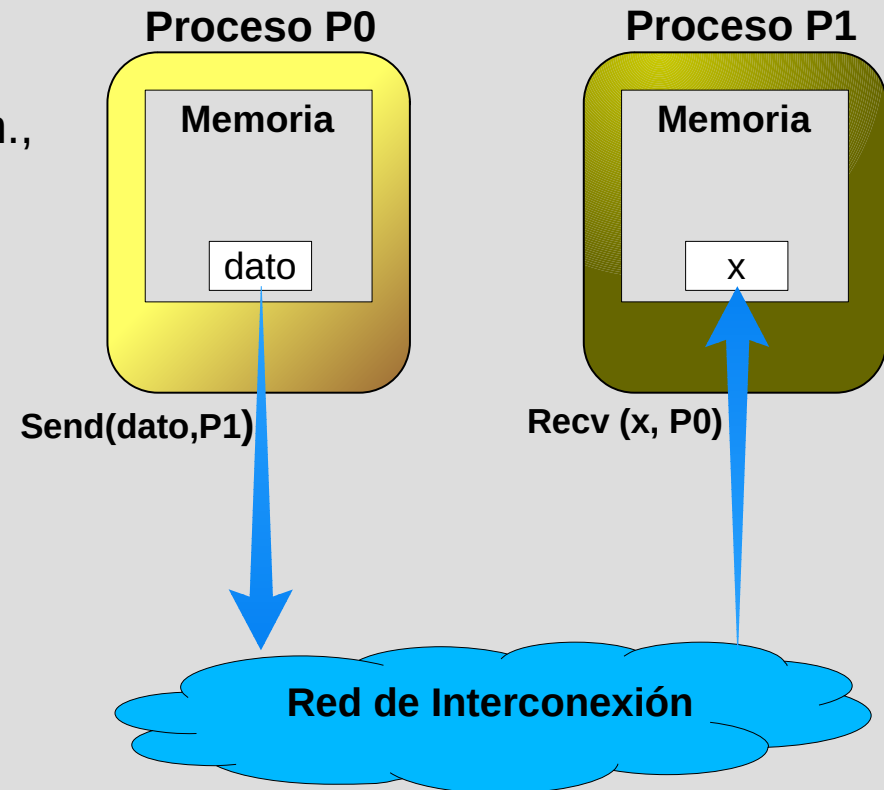 Proceso P0
Proceso P1
Memoria
Memoria
dato
x
Send(dato,P1)
Recv (x, P0)
Red de Interconexión